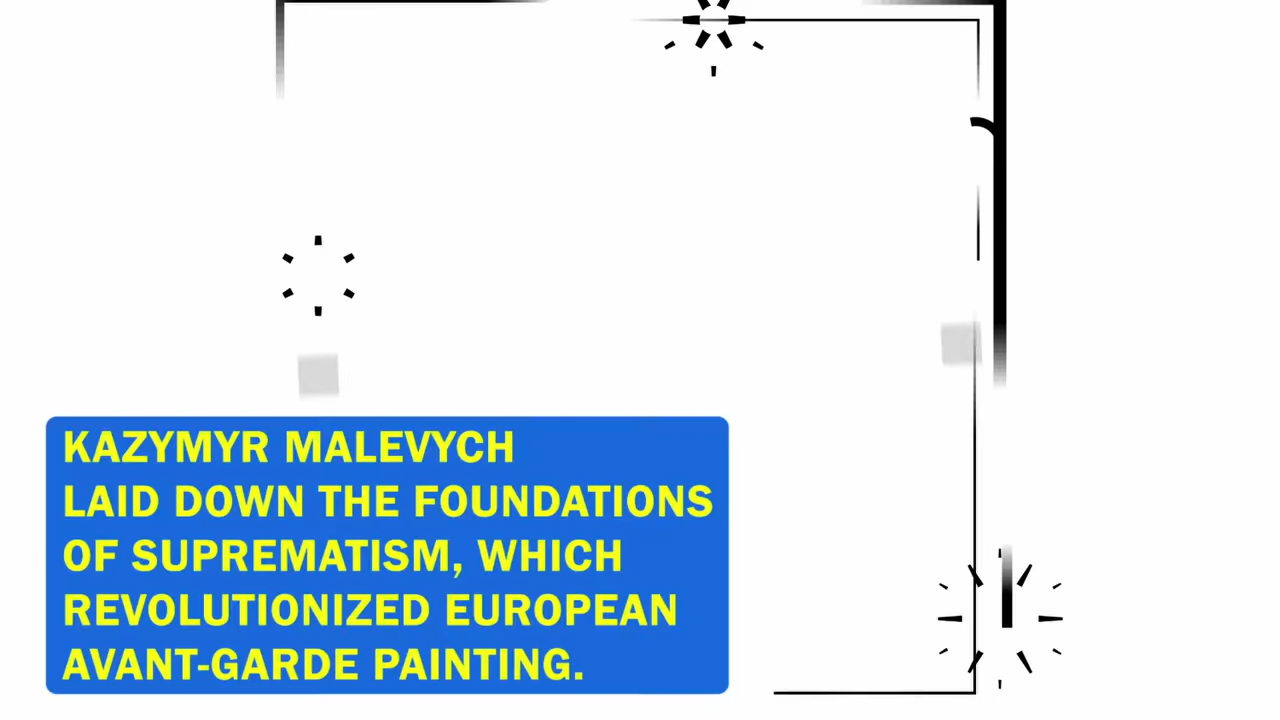 KAZYMYR MALEVYCH
LAID DOWN THE FOUNDATIONS
OF SUPREMATISM, WHICH
REVOLUTIONIZED EUROPEAN
AVANT-GARDE PAINTING.